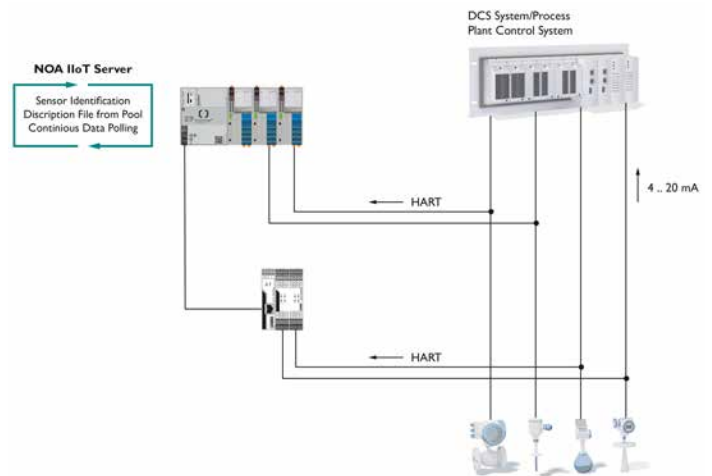 DCS System/Process
Plant Control System
NOA IIoT Server
Sensor Identification
Discription File from Pool
Continious Data Polling
4 .. 20 mA
HART
HART